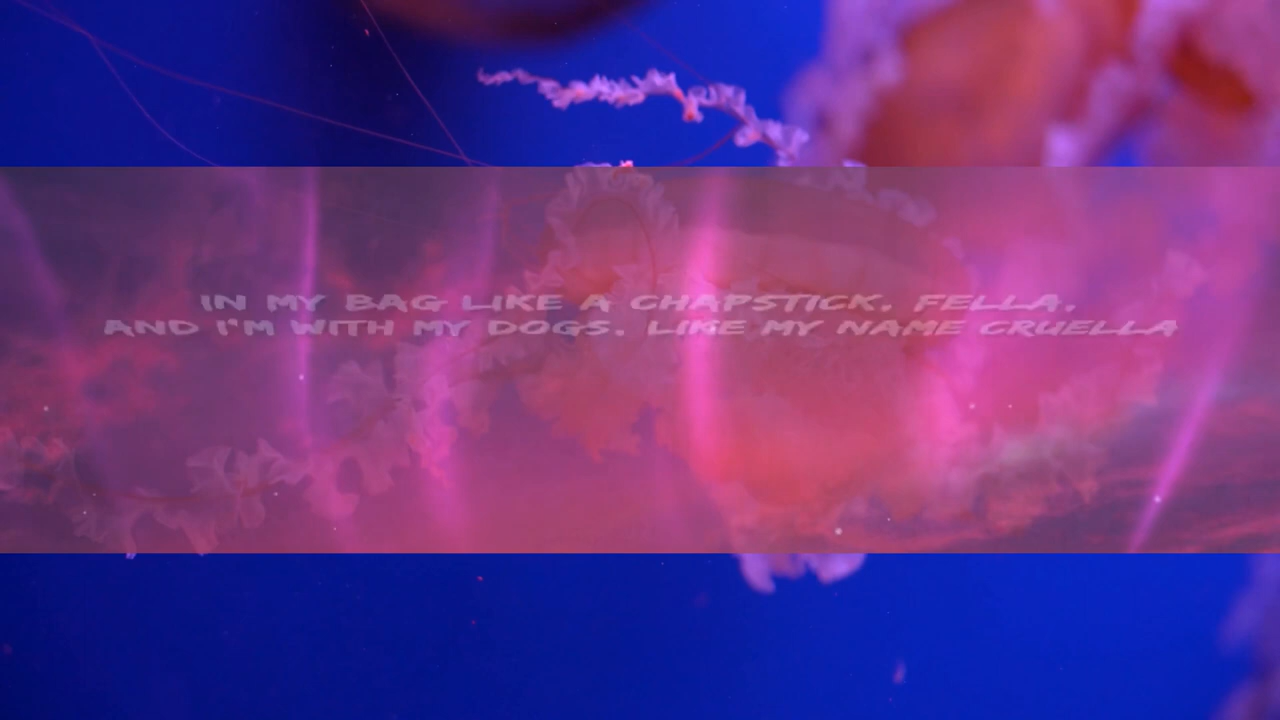 IN MY BAG LIKE A CHAPSTICK, FELLA,
AND I'M WITH MY DOGS, LIKE MY NAME CRUELLA